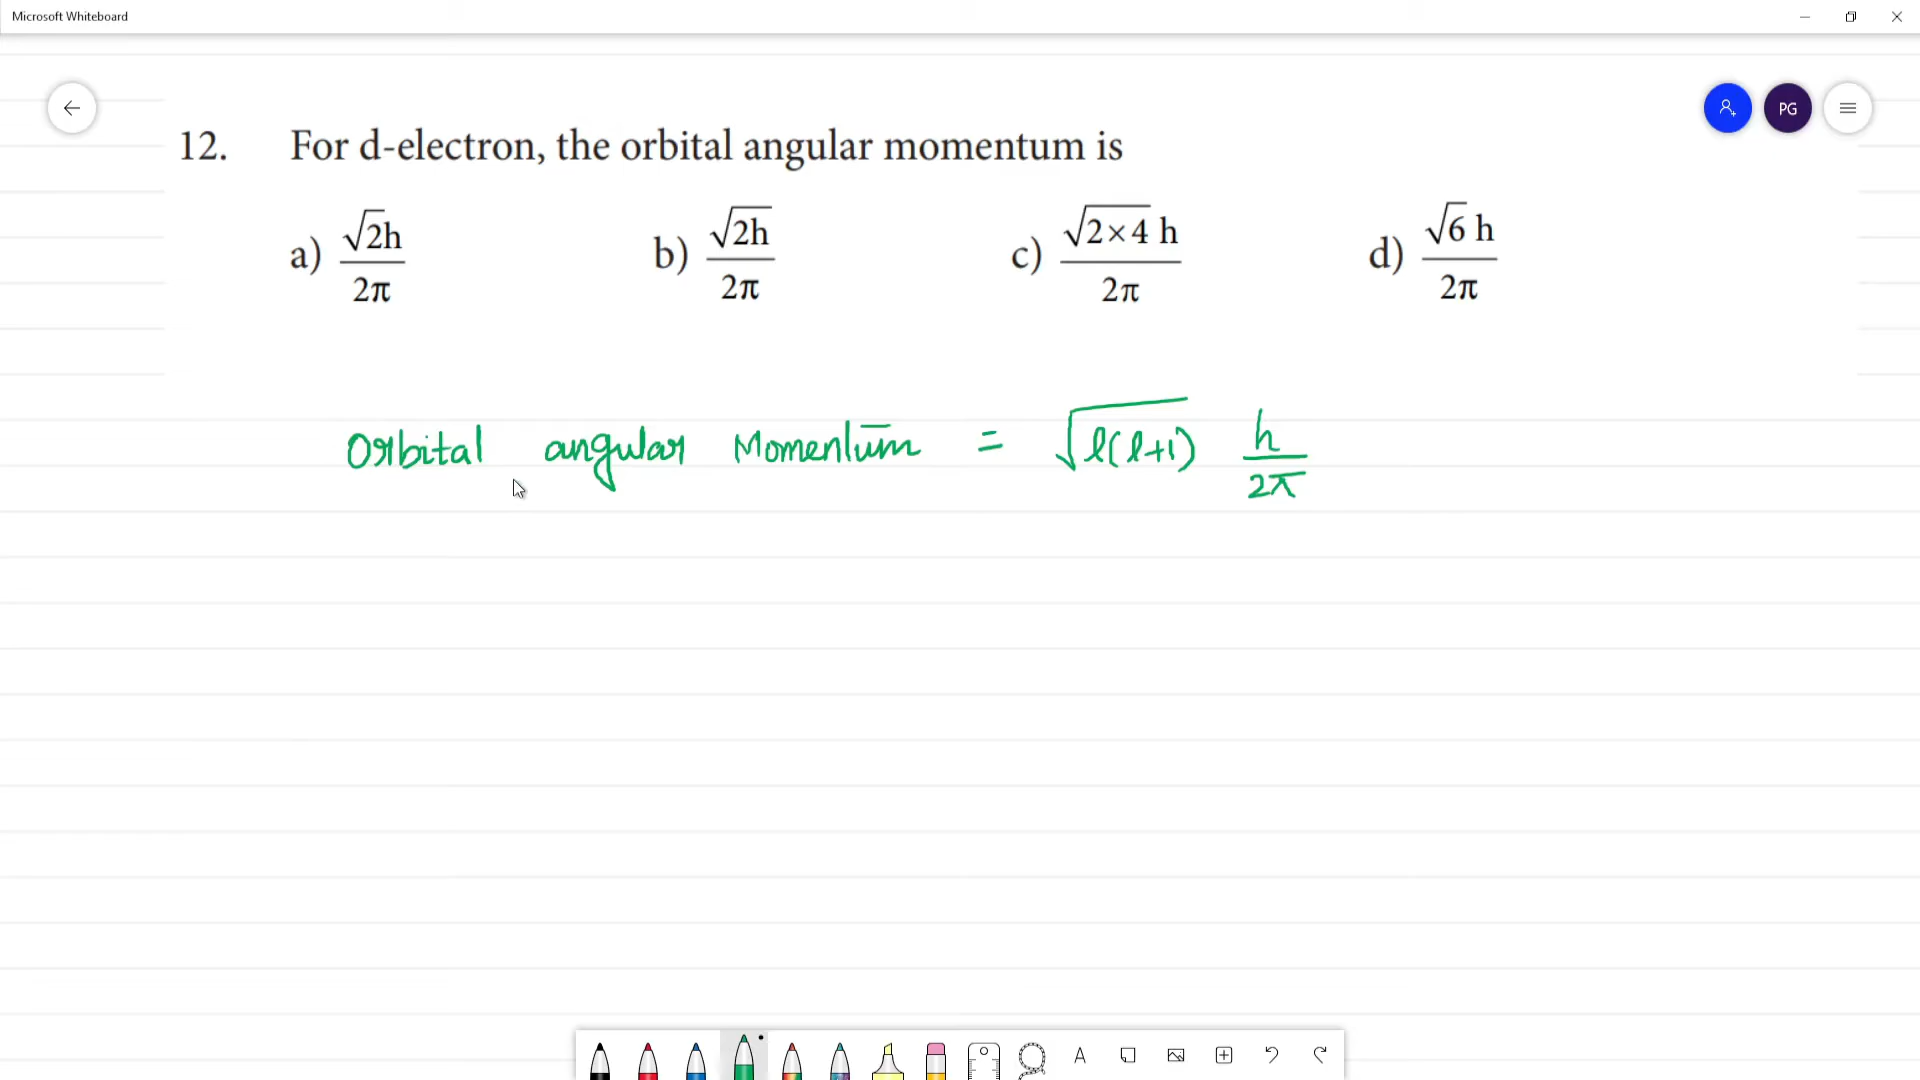 Microsoft Whiteboard
PG
12. For d-electron, the orbital angular momentum is
a) √2h/2π b) √2h/2π c) √2×4 h/2π d) √6 h/2π
Orbital angular Momentum = √l(l+1) h/2π